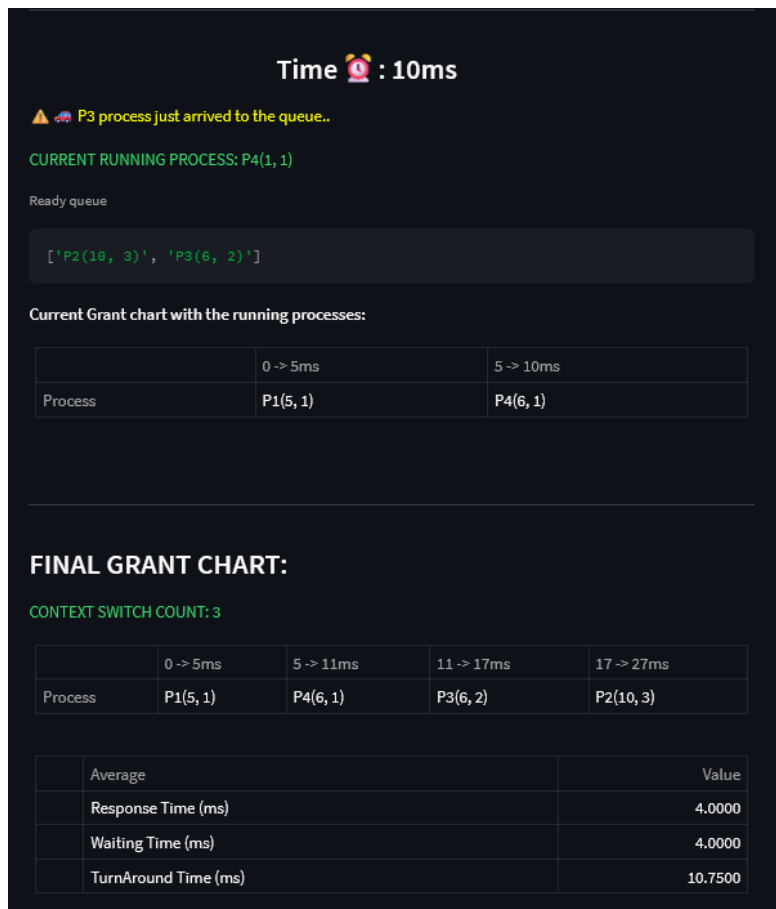 Time ⏰ : 10ms
⚠️ 🚗 P3 process just arrived to the queue..
CURRENT RUNNING PROCESS: P4(1, 1)
Ready queue
['P2(10, 3)', 'P3(6, 2)']
Current Grant chart with the running processes:
0 -> 5ms 5 -> 10ms
Process P1(5, 1) P4(6, 1)
FINAL GRANT CHART:
CONTEXT SWITCH COUNT: 3
0 -> 5ms 5 -> 11ms 11 -> 17ms 17 -> 27ms
Process P1(5, 1) P4(6, 1) P3(6, 2) P2(10, 3)
Average Value
Response Time (ms) 4.0000
Waiting Time (ms) 4.0000
TurnAround Time (ms) 10.7500